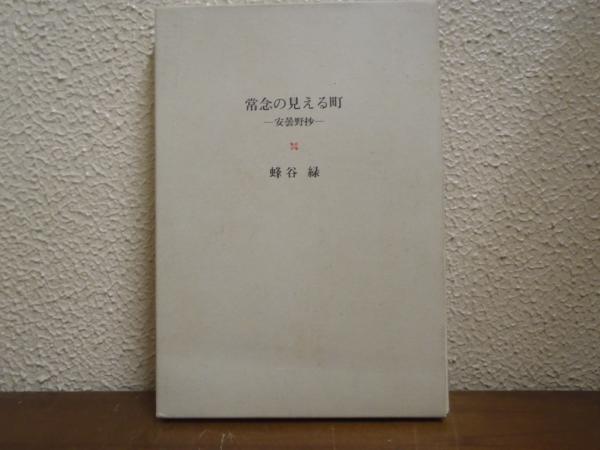 常念の見える町
—安曇野抄—
蜂谷 緑